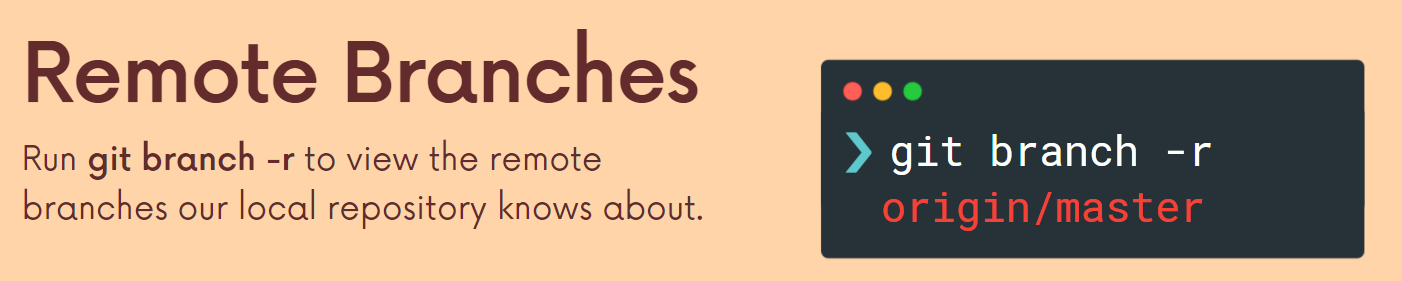 Remote Branches
Run git branch -r to view the remote
branches our local repository knows about.
❯ git branch -r
origin/master